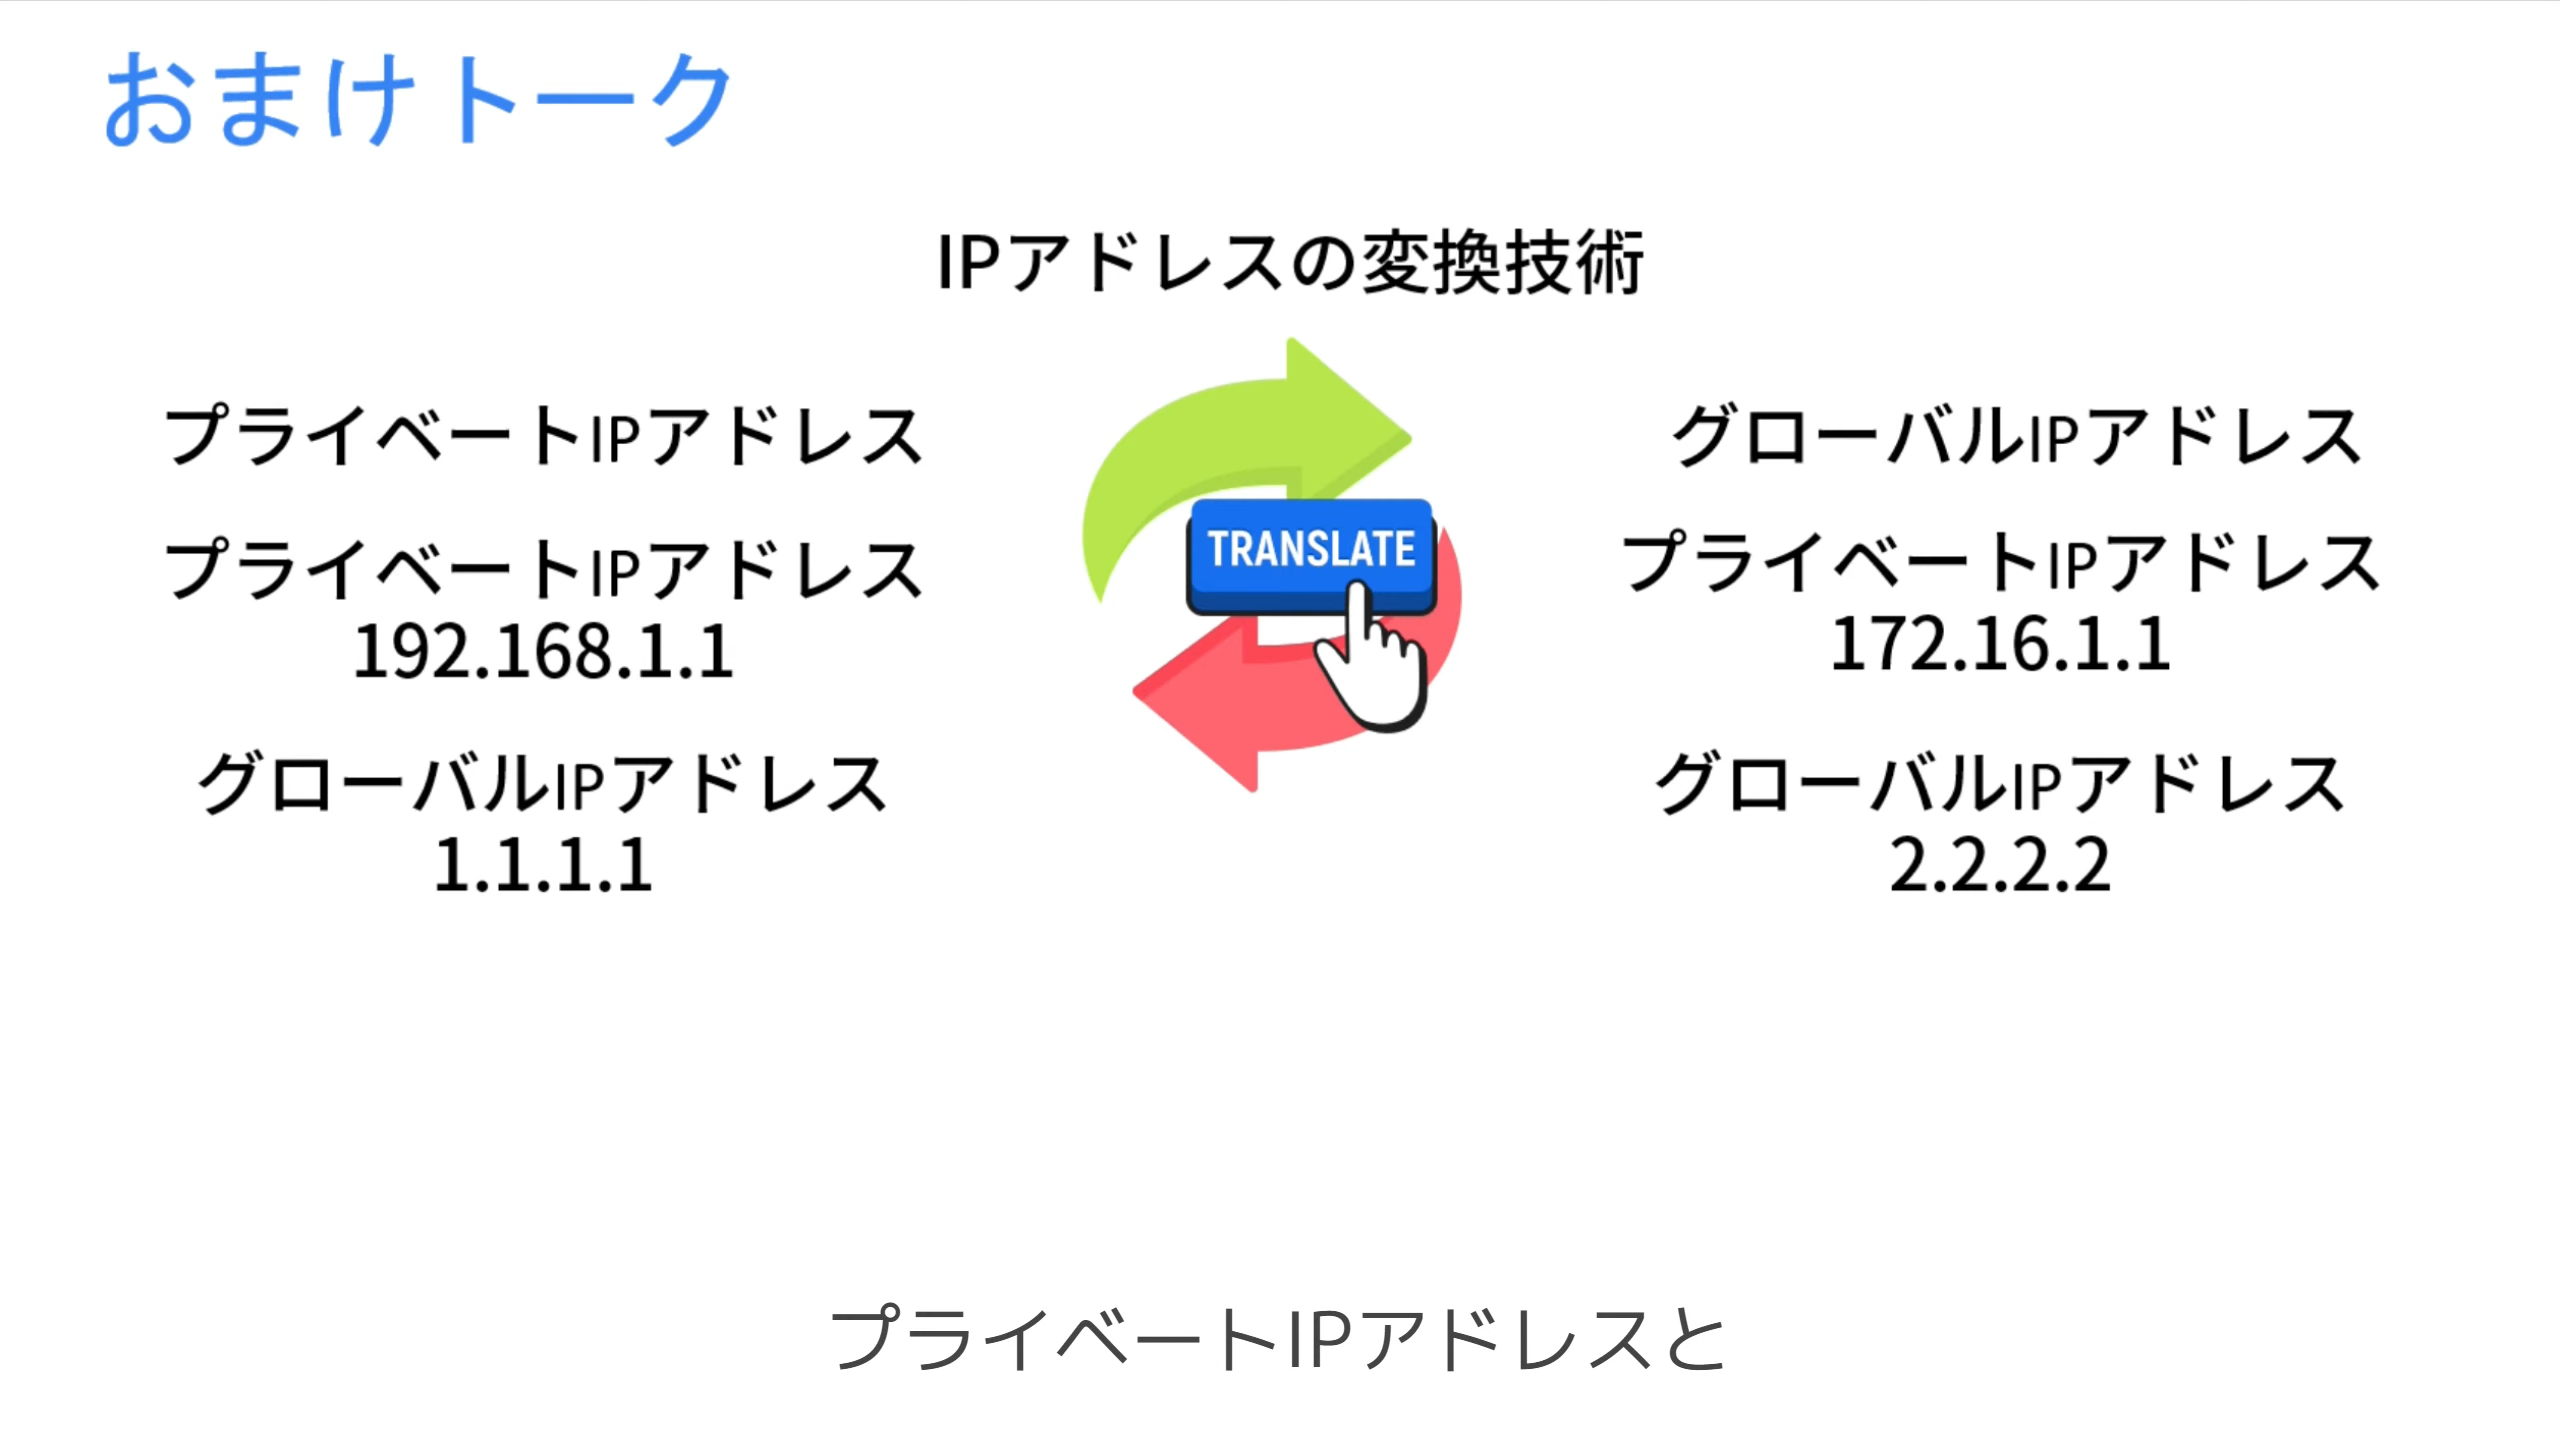 おまけトーク
IPアドレスの変換技術
プライベートIPアドレス
グローバルIPアドレス
プライベートIPアドレス
192.168.1.1
プライベートIPアドレス
172.16.1.1
グローバルIPアドレス
1.1.1.1
グローバルIPアドレス
2.2.2.2
TRANSLATE
プライベートIPアドレスと